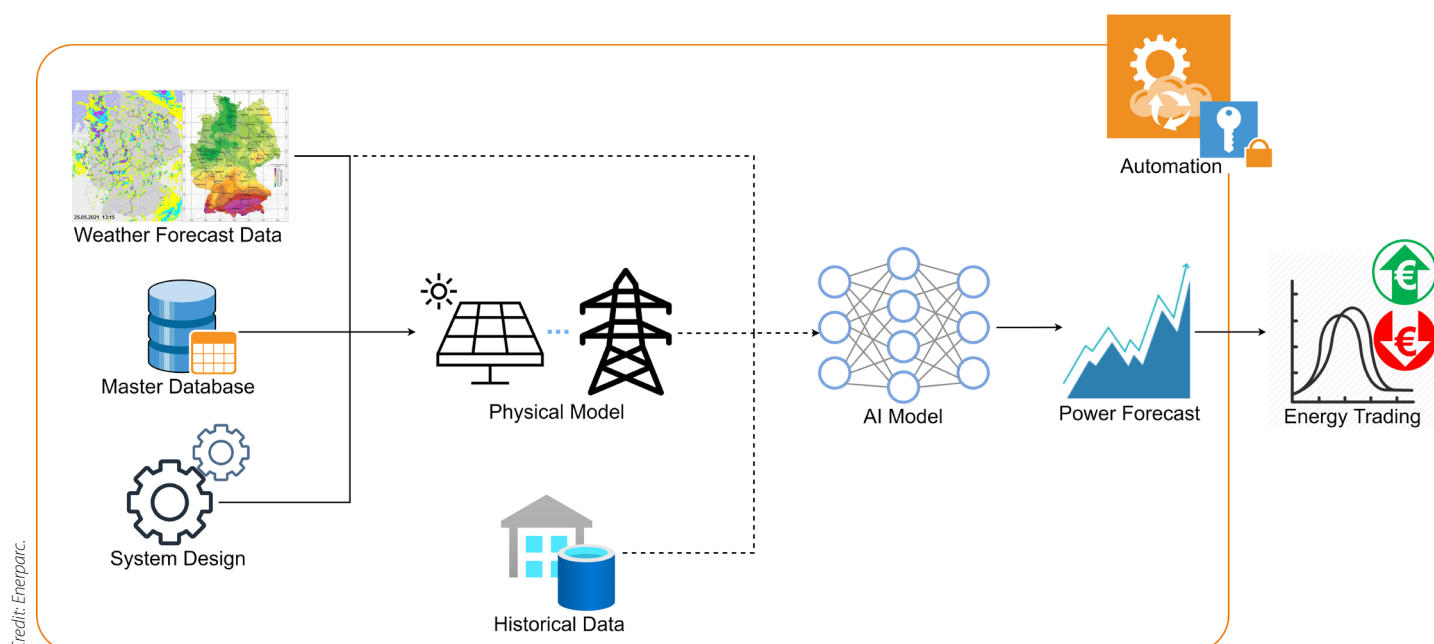 Automation
25.05.2021 13:15
Weather Forecast Data
Master Database
Physical Model
AI Model
Power Forecast
€
€
Energy Trading
System Design
Historical Data
Credit: Enerparc.